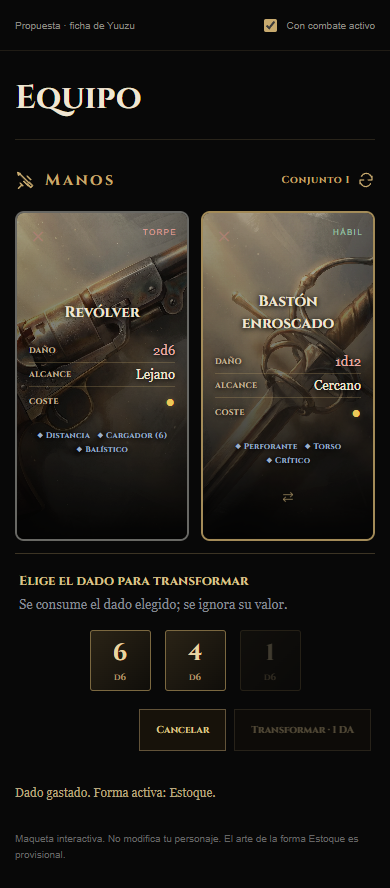 Propuesta · ficha de Yuuzu
Con combate activo
Equipo
Manos
Conjunto 1
TORPE
Revólver
DAÑO 2d6
ALCANCE Lejano
COSTE
◆ Distancia ◆ Cargador (6)
◆ Balístico
HÁBIL
Bastón
enroscado
DAÑO 1d12
ALCANCE Cercano
COSTE
◆ Perforante ◆ Torso
◆ Crítico
Elige el dado para transformar
Se consume el dado elegido; se ignora su valor.
6 4 1
D6 D6 D6
Cancelar
Transformar · 1 DA
Dado gastado. Forma activa: Estoque.
Maqueta interactiva. No modifica tu personaje. El arte de la forma Estoque es
provisional.